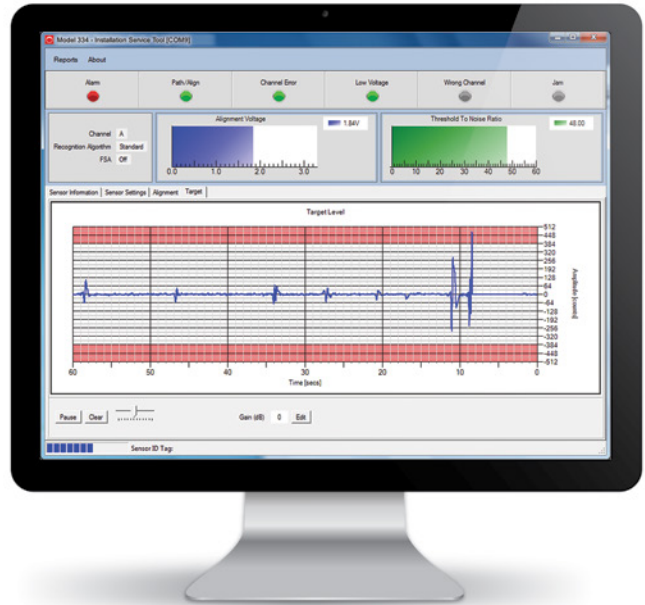 Model 334 - Installation Service Tool [COM9]
Reports About
Alarm Path/Align Channel Error Low Voltage Wrong Channel Jam
Channel A
Recognition Algorithm Standard
FSA Off
Alignment Voltage
1.84V
0.0 1.0 2.0 3.0
Threshold To Noise Ratio
48.00
0 10 20 30 40 50 60
Sensor Information Sensor Settings Alignment Target
Target Level
512
448
384
320
256
192
128
64
0
-64
-128
-192
-256
-320
-384
-448
-512
Amplitude [counts]
60 50 40 30 20 10 0
Time [secs]
Pause Clear Gain (dB) 0 Edit
Sensor ID Tag: